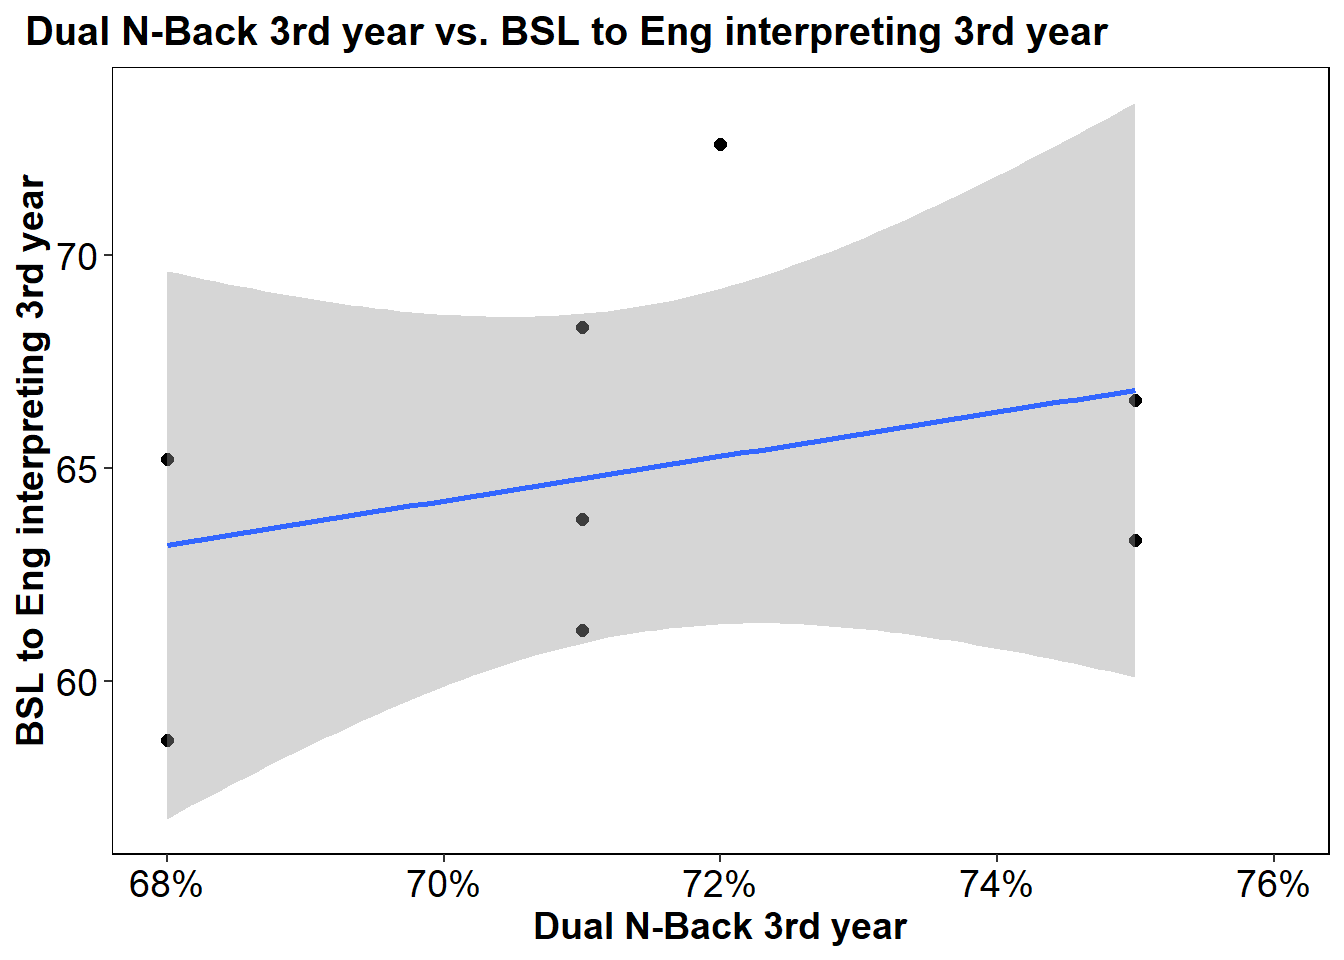 Dual N-Back 3rd year vs. BSL to Eng interpreting 3rd year
BSL to Eng interpreting 3rd year
70
65
60
68% 70% 72% 74% 76%
Dual N-Back 3rd year